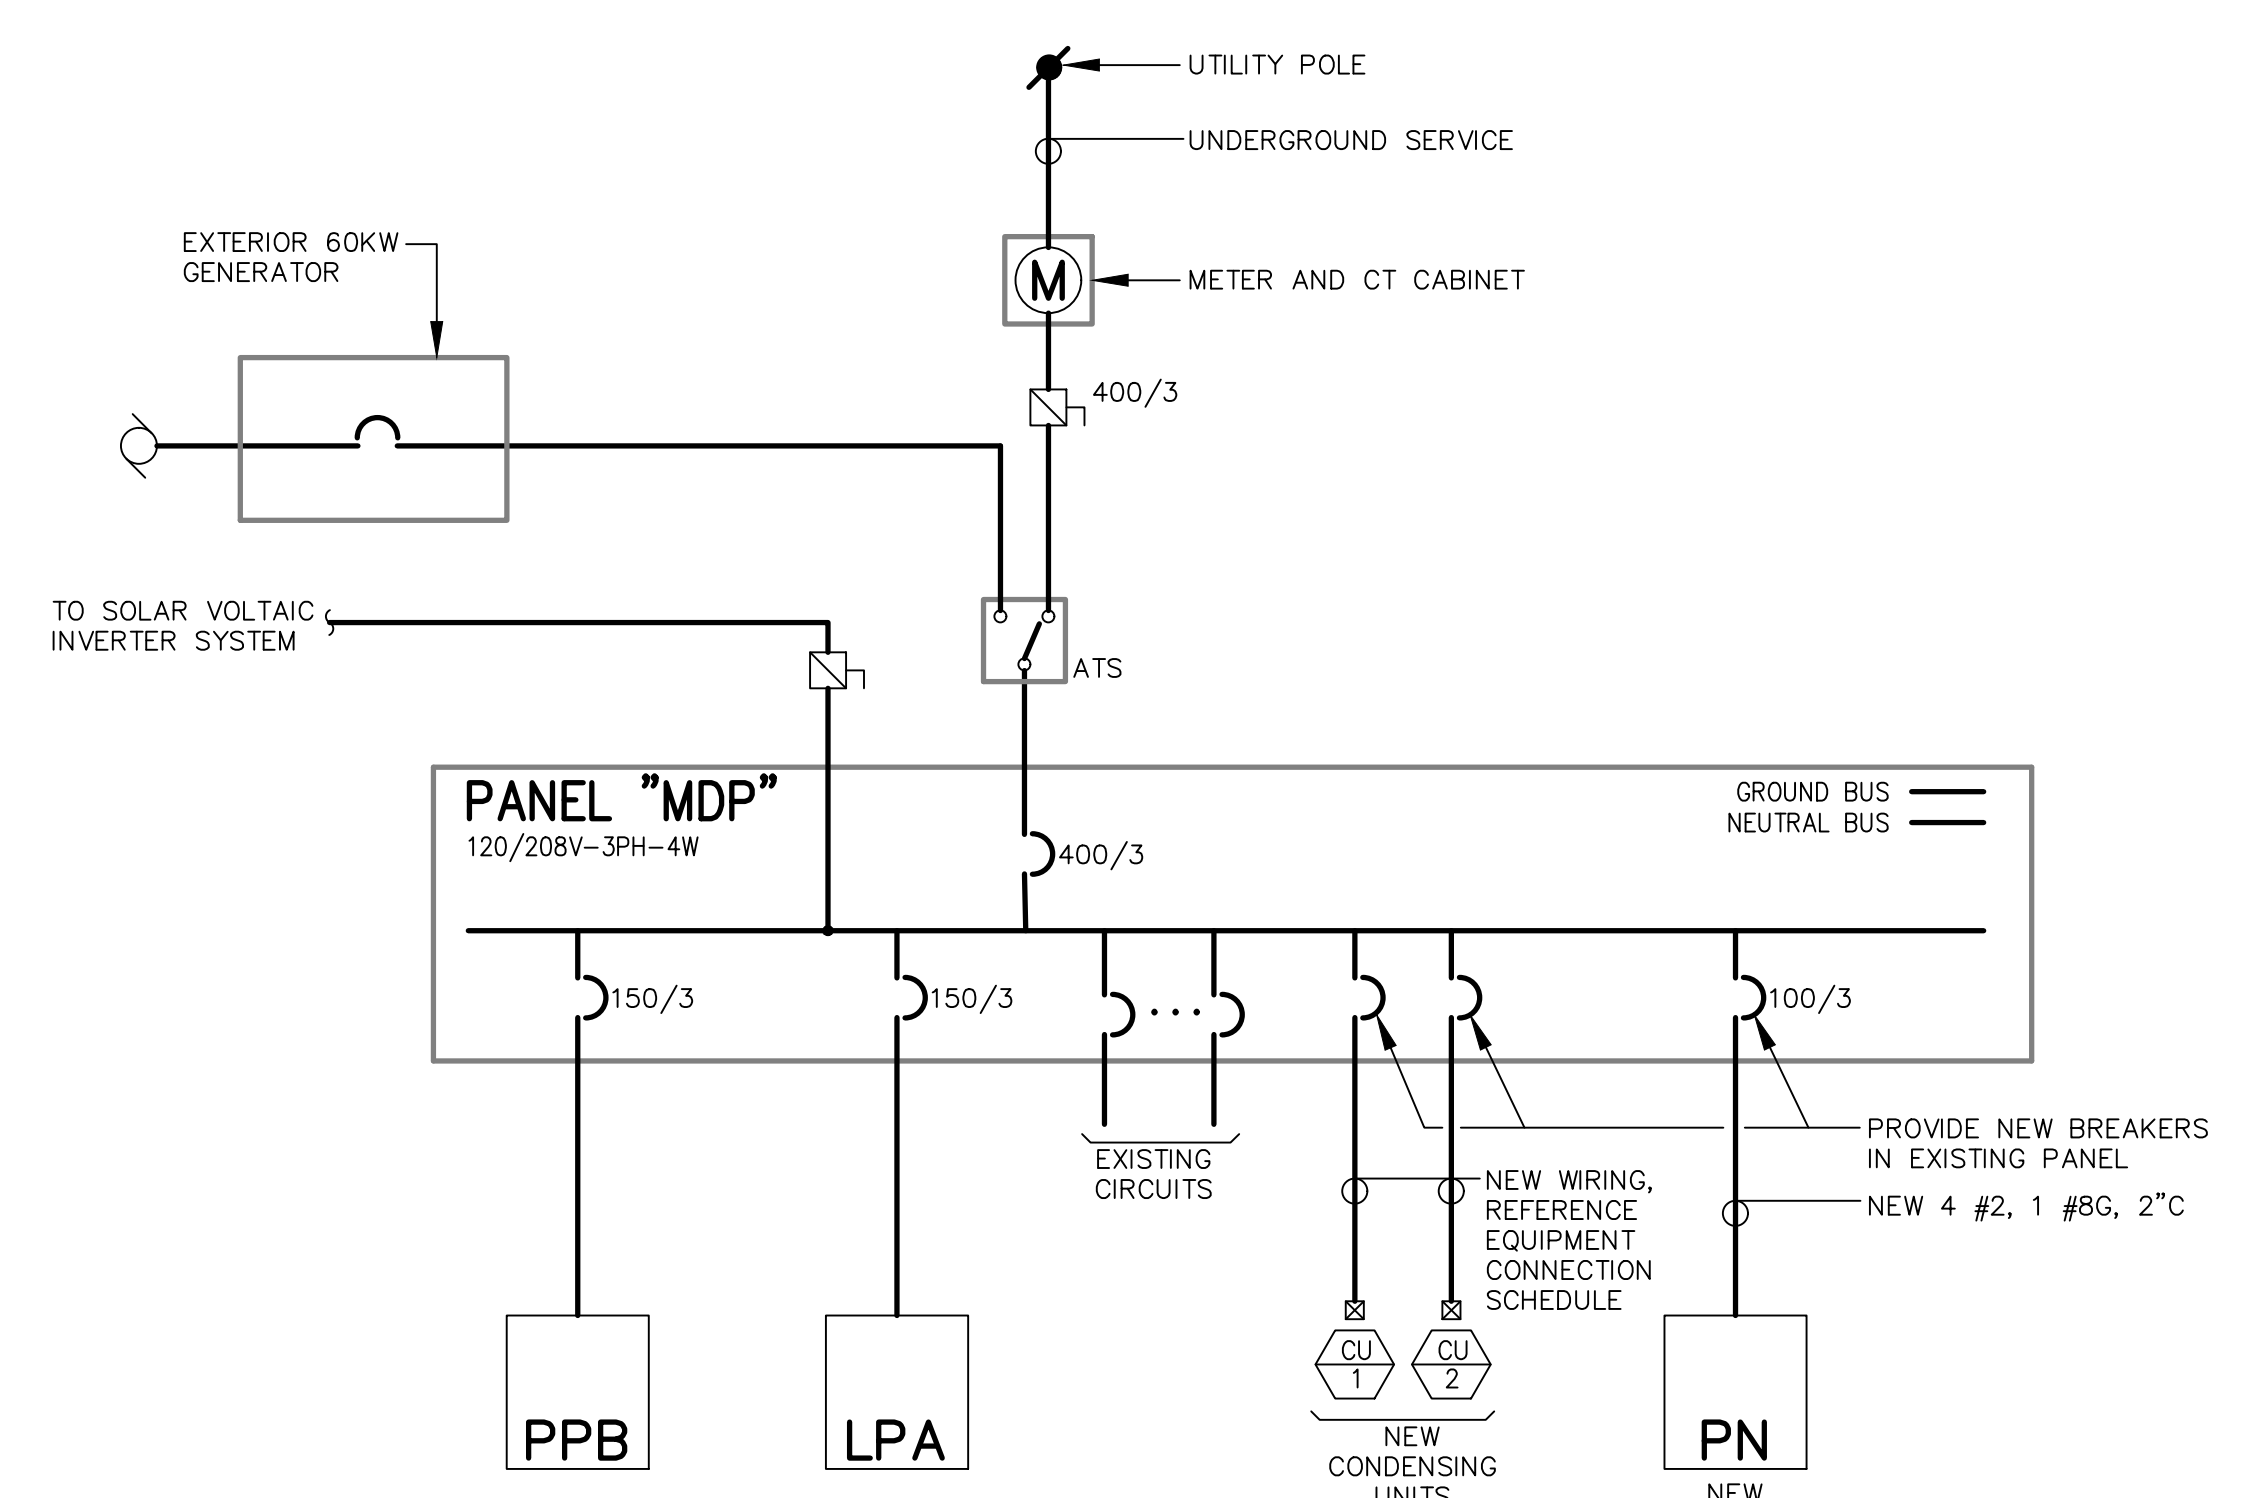 UTILITY POLE
UNDERGROUND SERVICE
EXTERIOR 60KW
GENERATOR
M
METER AND CT CABINET
400/3
TO SOLAR VOLTAIC
INVERTER SYSTEM
ATS
PANEL "MDP"
120/208V-3PH-4W
GROUND BUS
NEUTRAL BUS
400/3
150/3
150/3
100/3
EXISTING
CIRCUITS
PROVIDE NEW BREAKERS
IN EXISTING PANEL
NEW WIRING,
REFERENCE
EQUIPMENT
CONNECTION
SCHEDULE
NEW 4 #2, 1 #8G, 2"C
CU
1
CU
2
PPB
LPA
PN
NEW
CONDENSING
UNITS
NEW